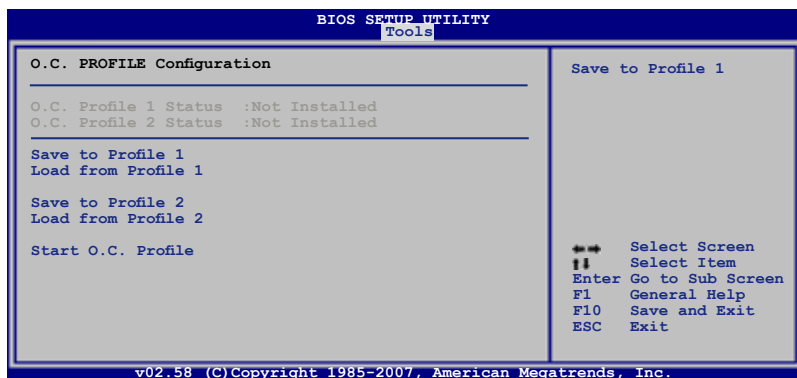 BIOS SETUP UTILITY
Tools
O.C. PROFILE Configuration
O.C. Profile 1 Status :Not Installed
O.C. Profile 2 Status :Not Installed
Save to Profile 1
Load from Profile 1
Save to Profile 2
Load from Profile 2
Start O.C. Profile
Save to Profile 1
Select Screen
Select Item
Enter Go to Sub Screen
F1 General Help
F10 Save and Exit
ESC Exit
v02.58 (C)Copyright 1985-2007, American Megatrends, Inc.